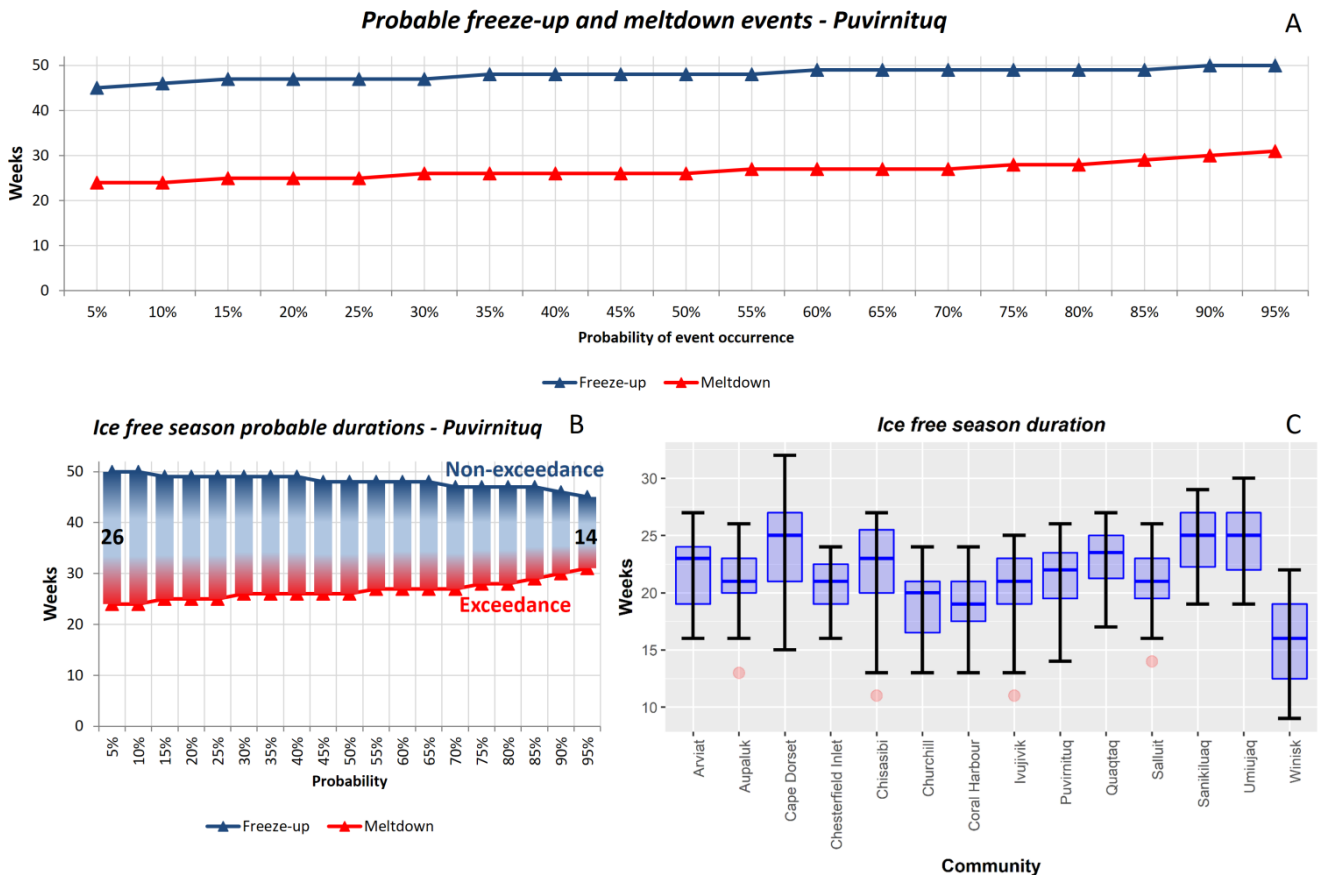 Probable freeze-up and meltdown events - Puvirnituq
A
50
40
30
20
10
0
Weeks
5% 10% 15% 20% 25% 30% 35% 40% 45% 50% 55% 60% 65% 70% 75% 80% 85% 90% 95%
Probability of event occurrence
Freeze-up Meltdown
Ice free season probable durations - Puvirnituq
B
50
40
30
20
10
0
Weeks
Non-exceedance
26
14
Exceedance
5% 10% 15% 20% 25% 30% 35% 40% 45% 50% 55% 60% 65% 70% 75% 80% 85% 90% 95%
Probability
Freeze-up Meltdown
Ice free season duration
C
30
25
20
15
10
Weeks
Arviat
Aupaluk
Cape Dorset
Chesterfield Inlet
Chisasibi
Churchill
Coral Harbour
Ivujivik
Puvirnituq
Quaqtaq
Salluit
Sanikiluaq
Umiujaq
Winisk
Community